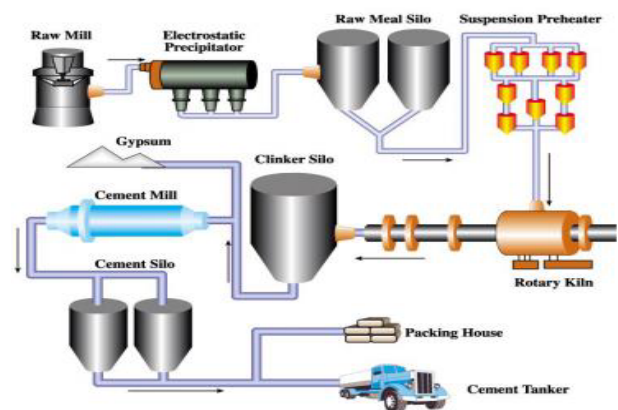 Raw Mill
Electrostatic
Precipitator
Raw Meal Silo
Suspension Preheater
Gypsum
Clinker Silo
Cement Mill
Rotary Kiln
Cement Silo
Packing House
Cement Tanker